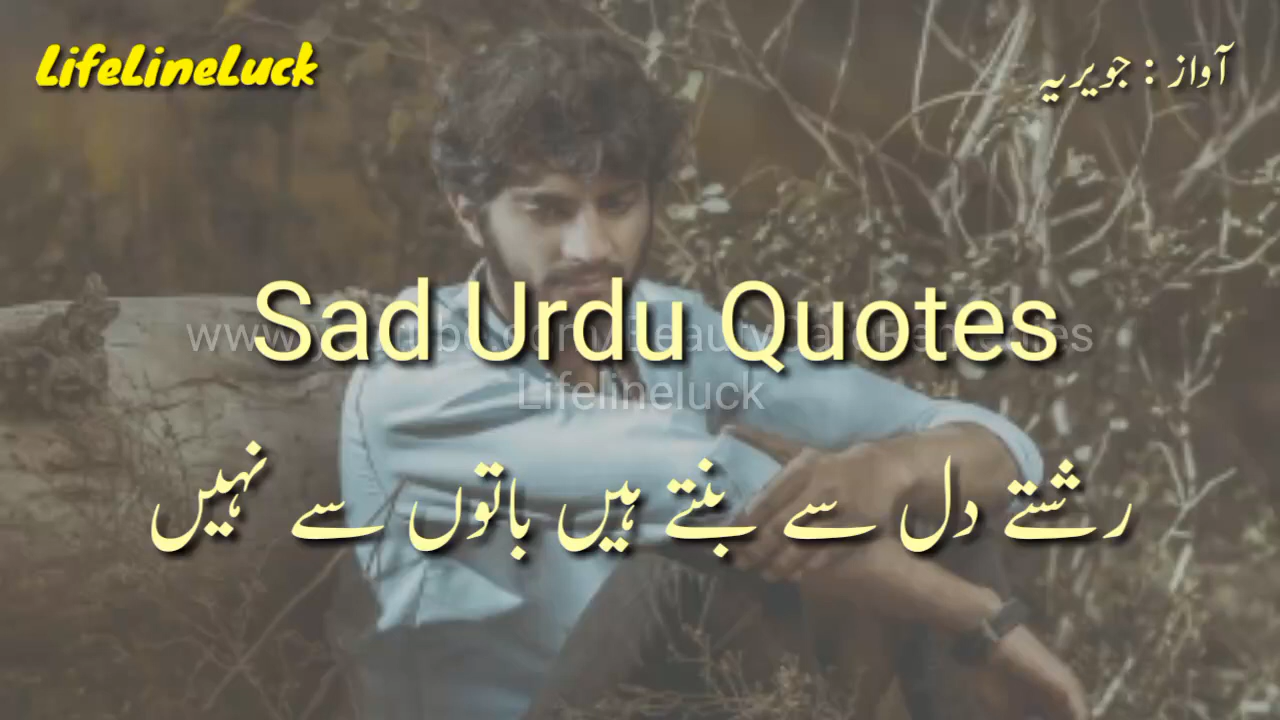 LifeLineLuck
آواز : جویریہ
Sad Urdu Quotes
Lifelineluck
رشتے دل سے بنتے ہیں باتوں سے نہیں